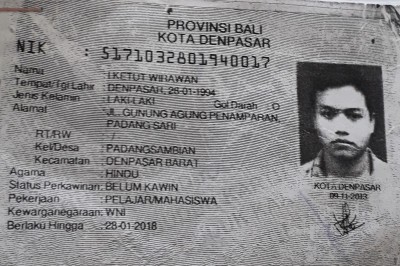 PROVINSI BALI
KOTA DENPASAR
NIK : 5171032801940017
Nama : I KETUT WIRAWAN
Tempat/Tgl Lahir : DENPASAR, 28-01-1994
Jenis Kelamin : LAKI-LAKI Gol Darah : O
Alamat : JL. GUNUNG AGUNG PENAMPARAN, PADANG SARI
RT/RW :
Kel/Desa : PADANGSAMBIAN
Kecamatan : DENPASAR BARAT
Agama : HINDU
Status Perkawinan: BELUM KAWIN
Pekerjaan : PELAJAR/MAHASISWA
Kewarganegaraan: WNI
Berlaku Hingga : 28-01-2018
KOTA DENPASAR
09-11-2013